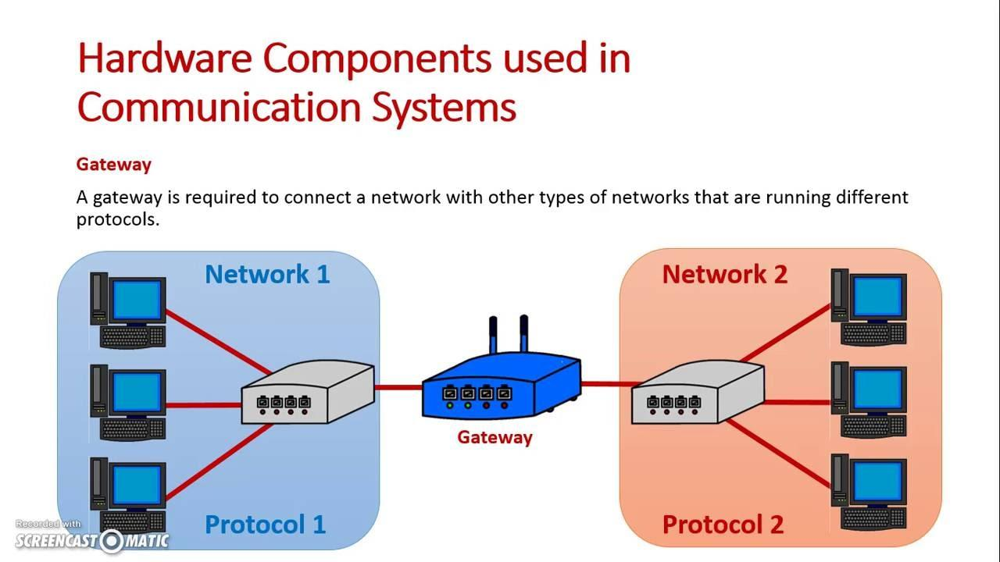 Hardware Components used in
Communication Systems
Gateway
A gateway is required to connect a network with other types of networks that are running different
protocols.
Network 1
Network 2
Gateway
Protocol 1
Protocol 2
Recorded with
SCREENCAST MATIC